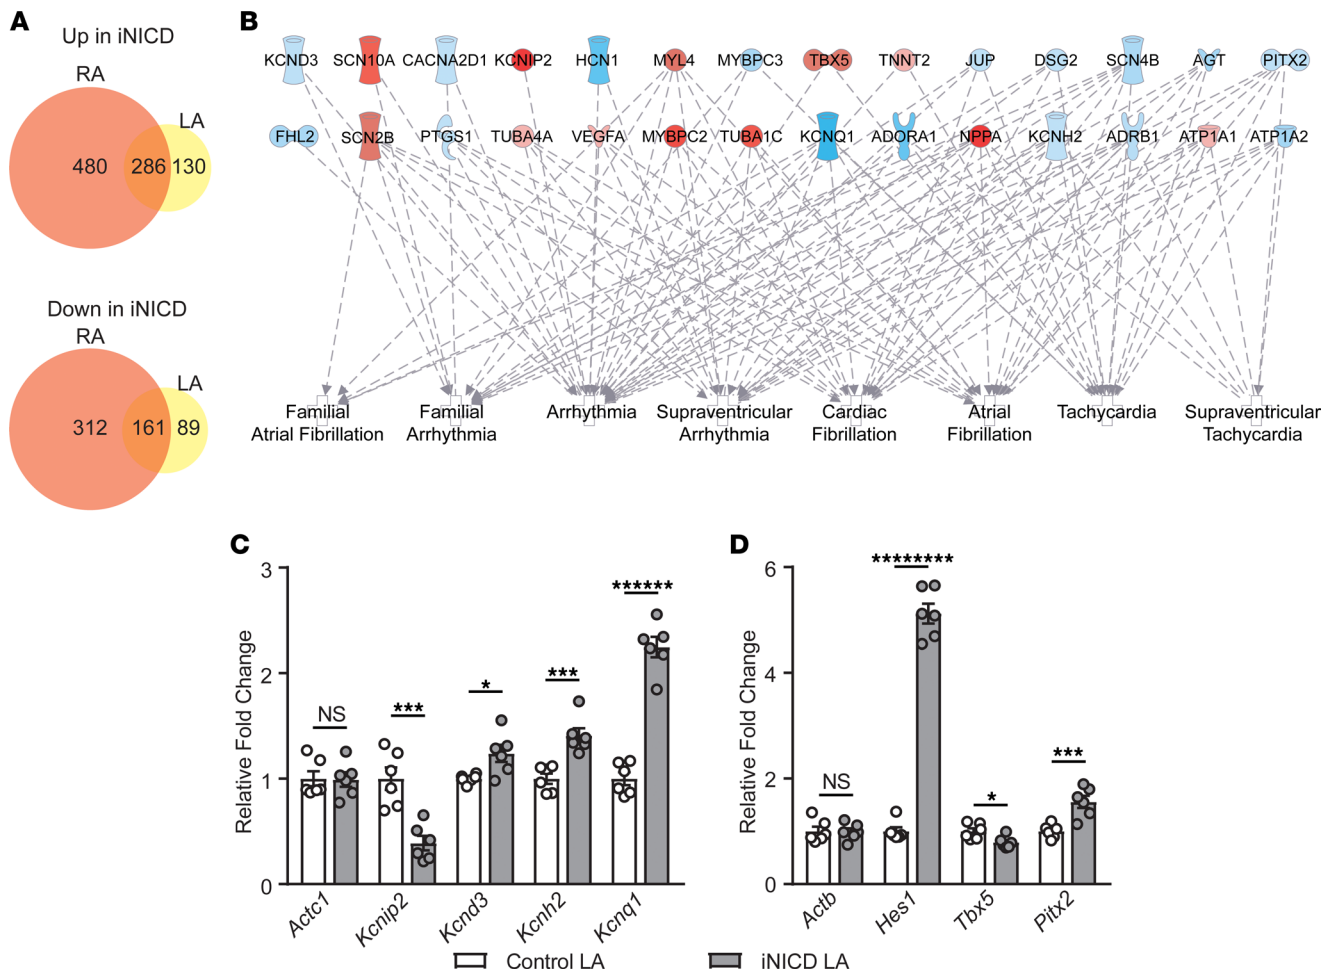 A
Up in iNICD
RA
LA
480
286
130
Down in iNICD
RA
LA
312
161
89
B
KCND3 SCN10A CACNA2D1 KCNIP2 HCN1 MYL4 MYBPC3 TBX5 TNNT2 JUP DSG2 SCN4B AGT PITX2
FHL2 SCN2B PTGS1 TUBA4A VEGFA MYBPC2 TUBA1C KCNQ1 ADORA1 NPPA KCNH2 ADRB1 ATP1A1 ATP1A2
Familial
Atrial Fibrillation
Familial
Arrhythmia
Arrhythmia
Supraventricular
Arrhythmia
Cardiac
Fibrillation
Atrial
Fibrillation
Tachycardia
Supraventricular
Tachycardia
C
Relative Fold Change
3
2
1
0
NS
***
*
***
******
Actc1
Kcnip2
Kcnd3
Kcnh2
Kcnq1
D
Relative Fold Change
6
4
2
0
NS
********
*
***
Actb
Hes1
Tbx5
Pitx2
Control LA
iNICD LA